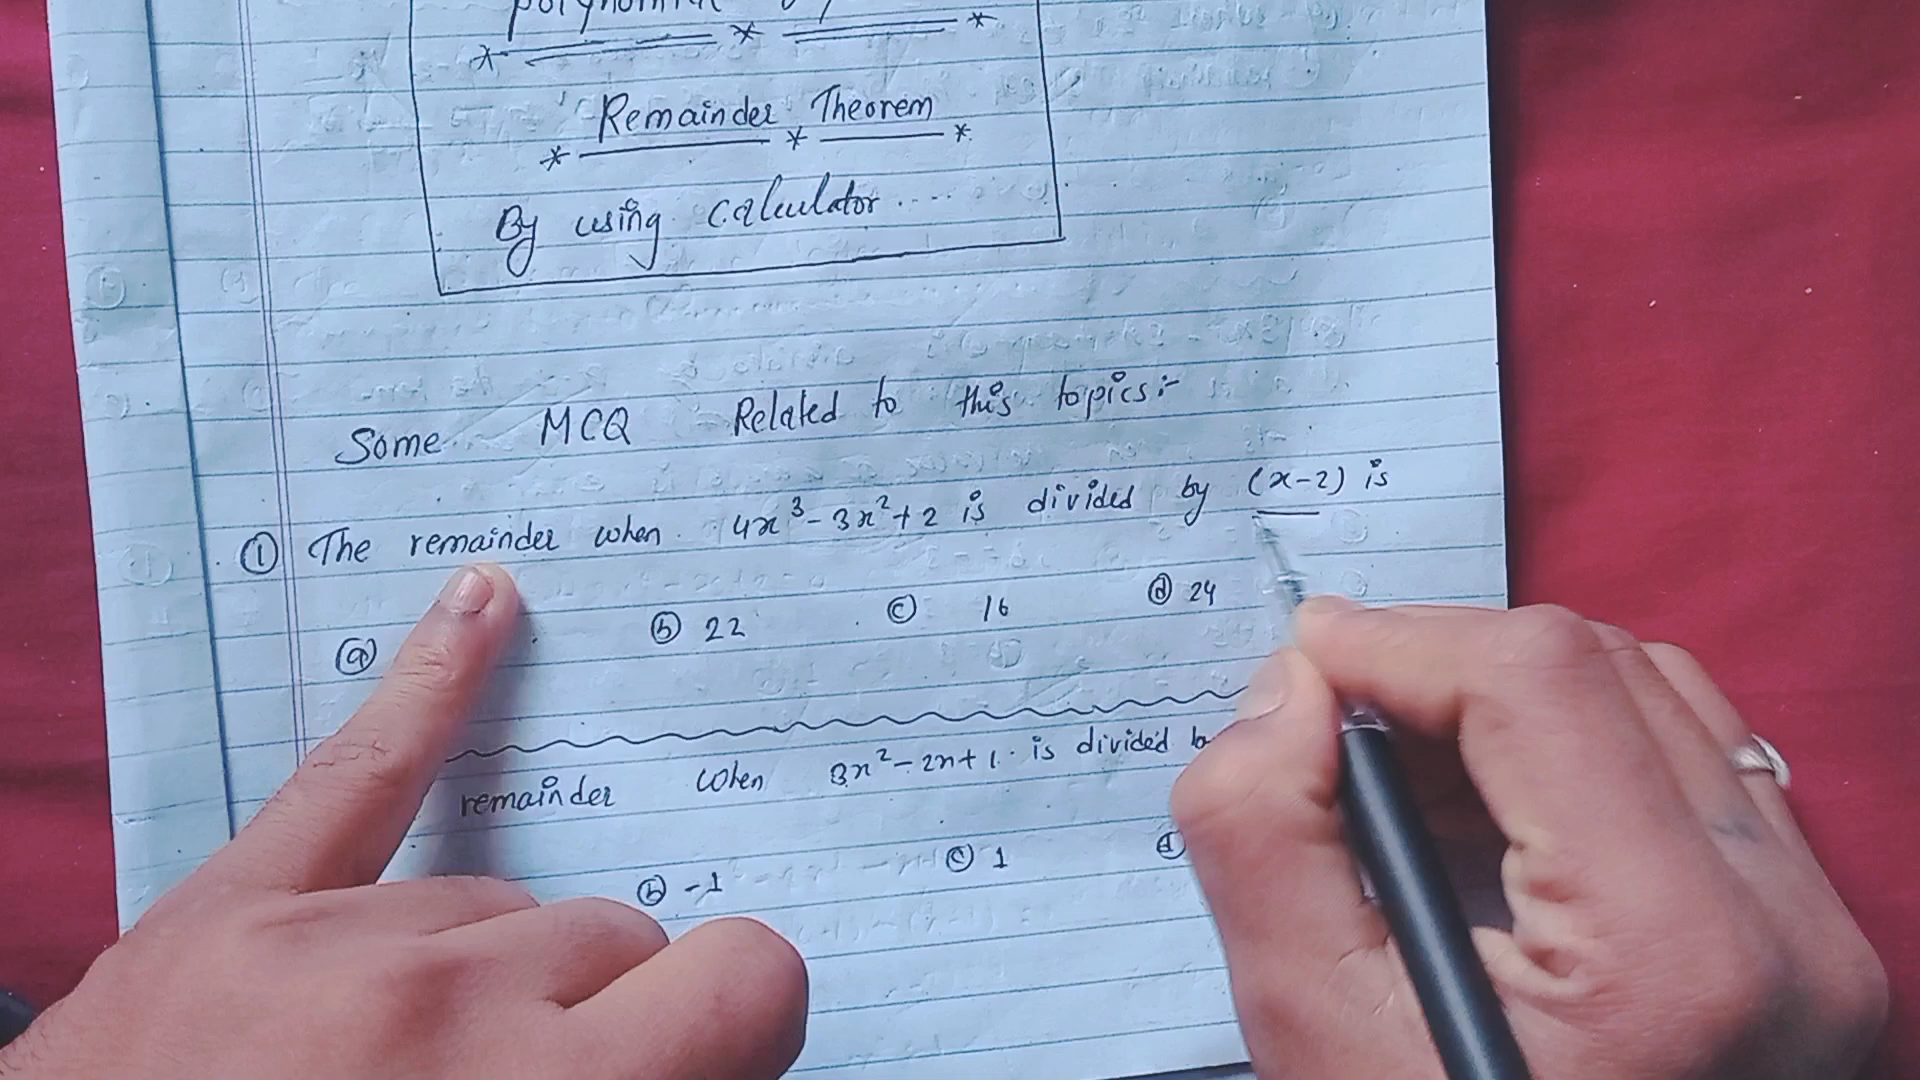 Remainder Theorem
By using calculator ....
Some MCQ Related to this topics:-
① The remainder when 4x³ - 3x² + 2 is divided by (x-2) is
ⓐ ⓑ 22 ⓒ 16 ⓓ 24
remainder when 3x² - 2x + 1 is divided
ⓑ -1 ⓒ 1 ⓓ